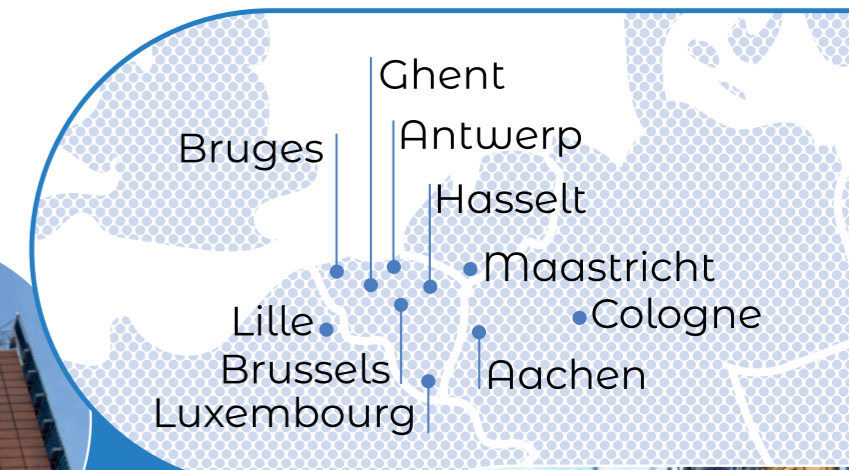 Ghent
Antwerp
Bruges
Hasselt
Maastricht
Cologne
Lille
Brussels
Aachen
Luxembourg